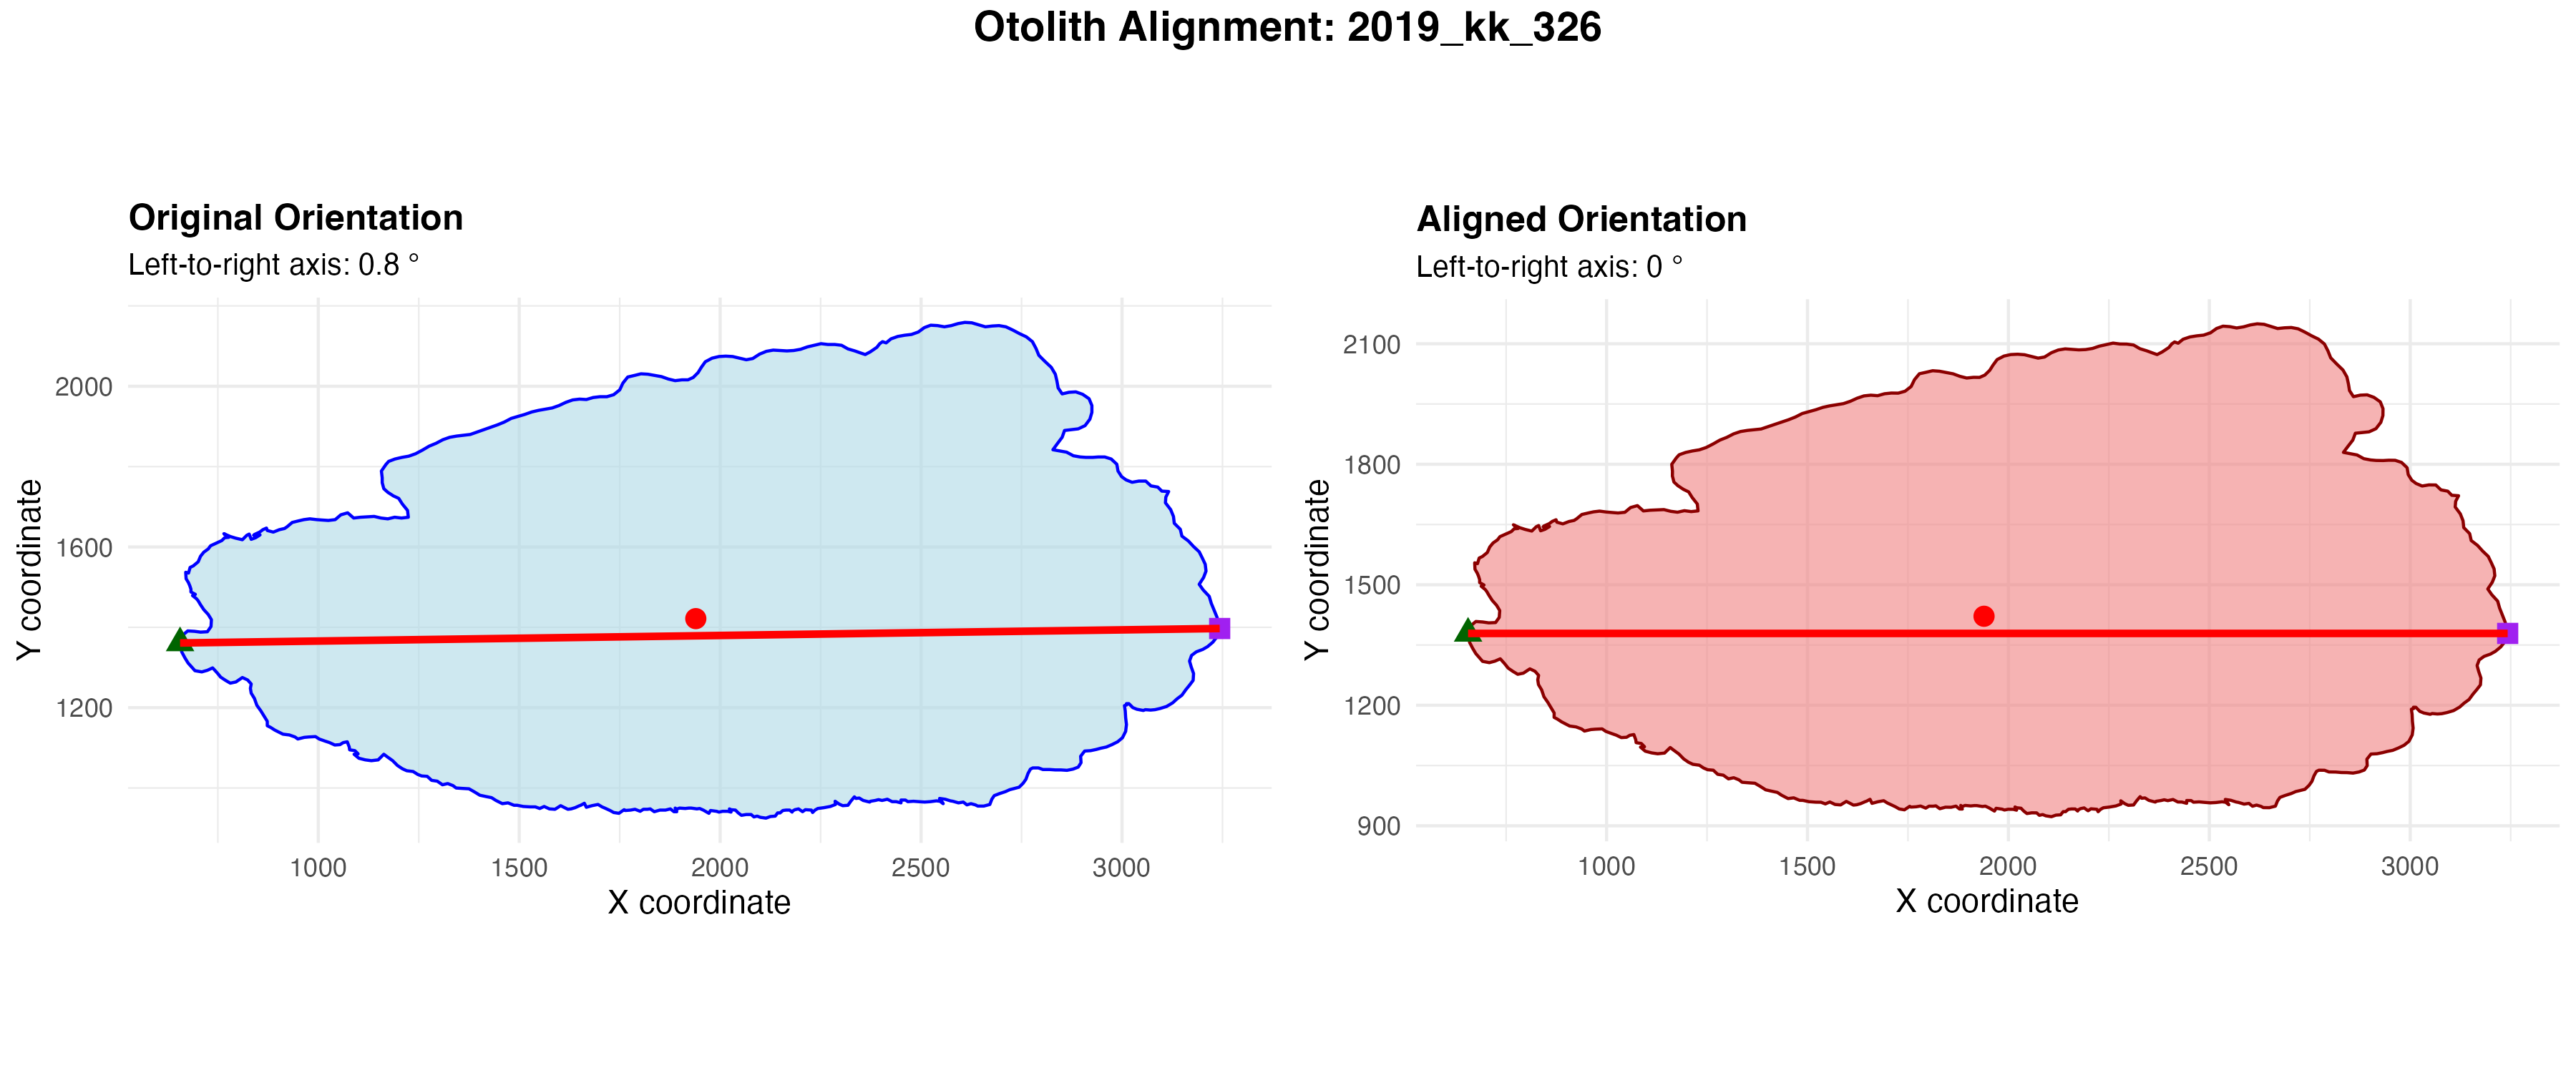 Otolith Alignment: 2019_kk_326
Original Orientation
Left-to-right axis: 0.8 °
2000
1600
1200
Y coordinate
1000 1500 2000 2500 3000
X coordinate
Aligned Orientation
Left-to-right axis: 0 °
2100
1800
1500
1200
900
Y coordinate
1000 1500 2000 2500 3000
X coordinate